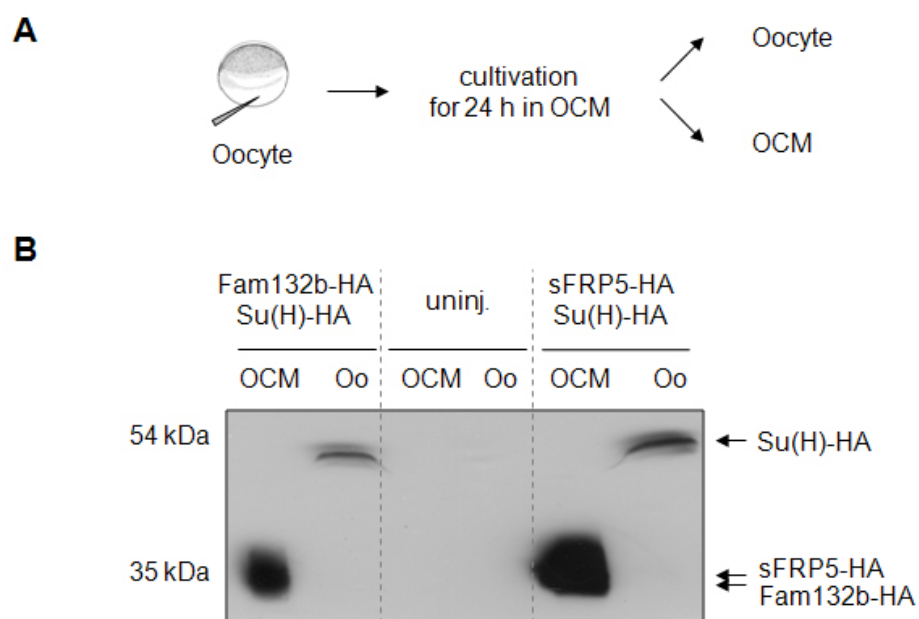 A
Oocyte
cultivation
for 24 h in OCM
Oocyte
OCM
B
Fam132b-HA
Su(H)-HA
uninj.
sFRP5-HA
Su(H)-HA
OCM Oo OCM Oo OCM Oo
54 kDa
Su(H)-HA
35 kDa
sFRP5-HA
Fam132b-HA